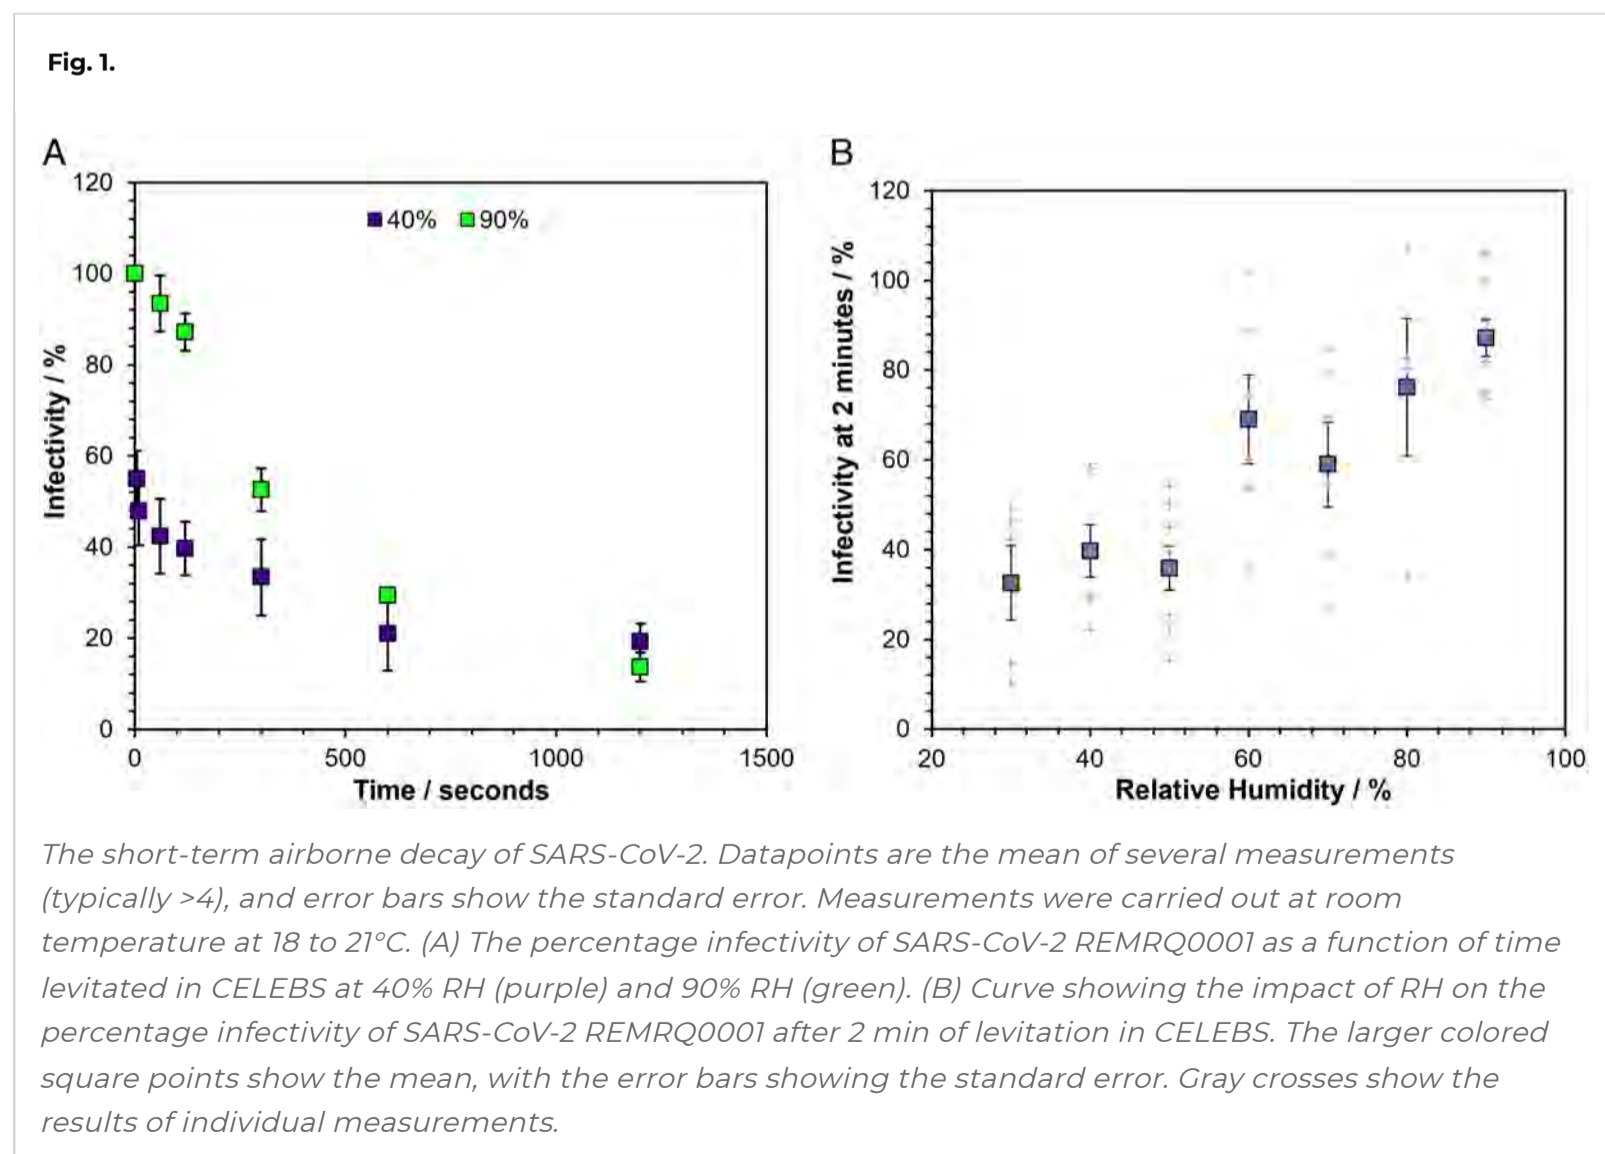 Fig. 1.
A
120
100
80
60
40
20
0
Infectivity / %
40% 90%
0 500 1000 1500
Time / seconds
B
120
100
80
60
40
20
0
Infectivity at 2 minutes / %
20 40 60 80 100
Relative Humidity / %
The short-term airborne decay of SARS-CoV-2. Datapoints are the mean of several measurements
(typically >4), and error bars show the standard error. Measurements were carried out at room
temperature at 18 to 21°C. (A) The percentage infectivity of SARS-CoV-2 REMRQ0001 as a function of time
levitated in CELEBS at 40% RH (purple) and 90% RH (green). (B) Curve showing the impact of RH on the
percentage infectivity of SARS-CoV-2 REMRQ0001 after 2 min of levitation in CELEBS. The larger colored
square points show the mean, with the error bars showing the standard error. Gray crosses show the
results of individual measurements.